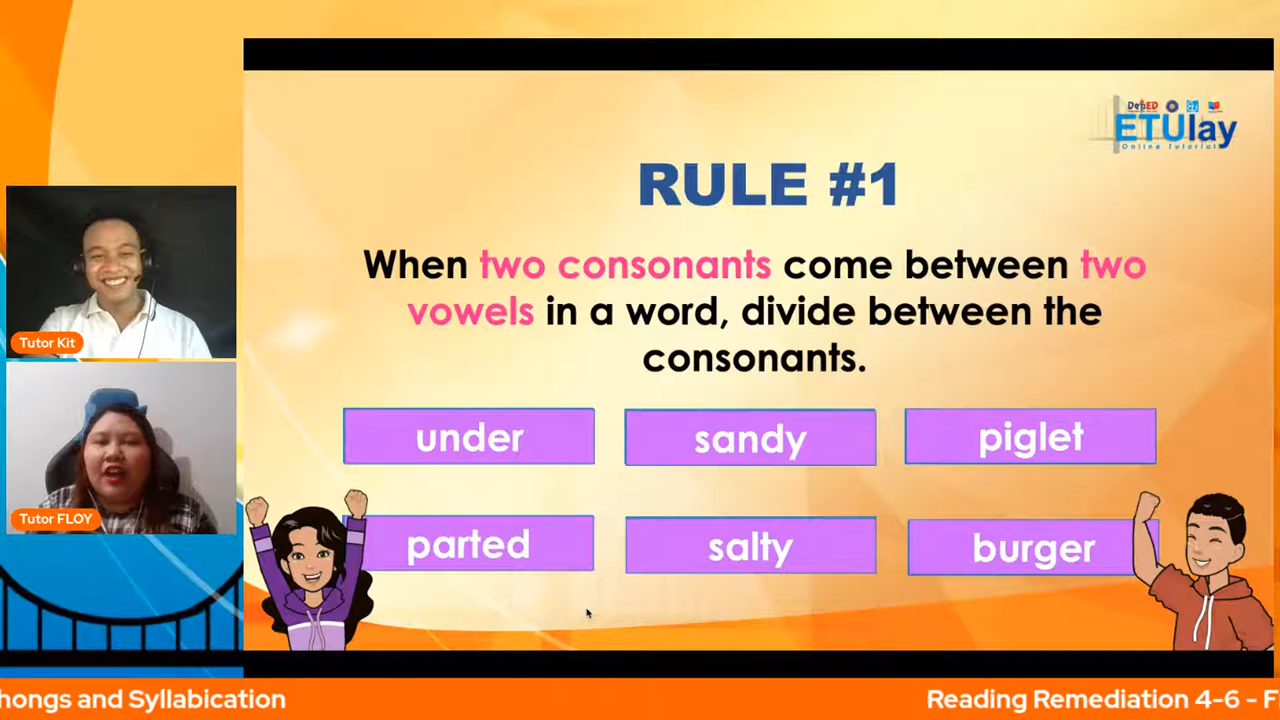 DepED
ETUlay
Online Tutorial
RULE #1
When two consonants come between two
vowels in a word, divide between the
consonants.
under
sandy
piglet
parted
salty
burger
Tutor Kit
Tutor FLOY
hongs and Syllabication
Reading Remediation 4-6 - F